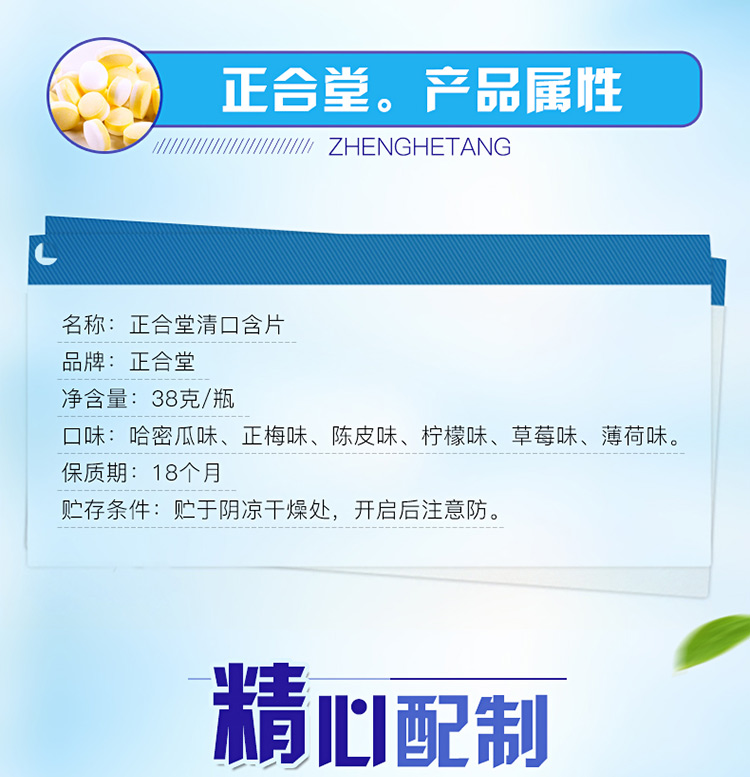 正合堂。产品属性
ZHENGHETANG
名称：正合堂清口含片
品牌：正合堂
净含量：38克/瓶
口味：哈密瓜味、正梅味、陈皮味、柠檬味、草莓味、薄荷味。
保质期：18个月
贮存条件：贮于阴凉干燥处，开启后注意防。
精心配制